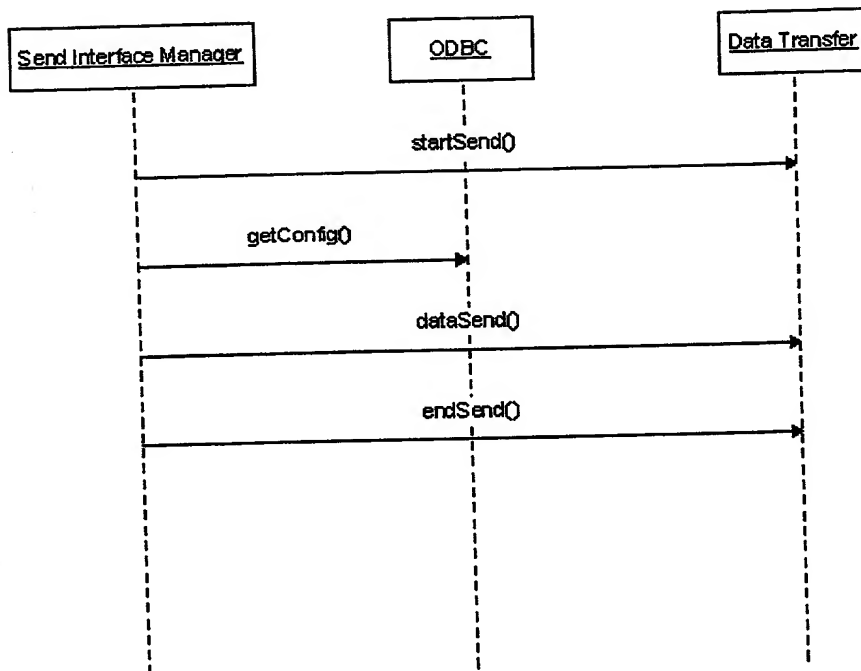 Send Interface Manager
ODBC
Data Transfer
startSend()
getConfig()
dataSend()
endSend()